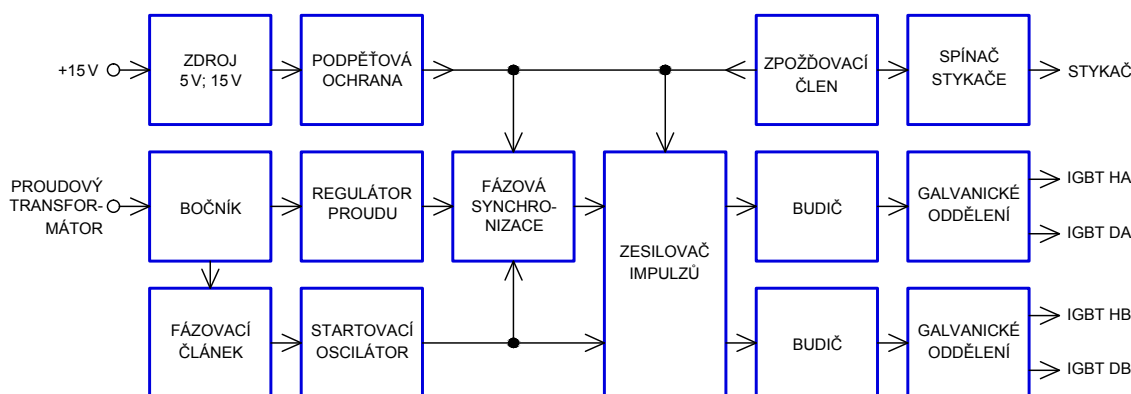 +15 V
ZDROJ
5 V; 15 V
PODPĚŤOVÁ
OCHRANA
ZPOŽĎOVACÍ
ČLEN
SPÍNAČ
STYKAČE
STYKAČ
PROUDOVÝ
TRANSFOR-
MÁTOR
BOČNÍK
REGULÁTOR
PROUDU
FÁZOVÁ
SYNCHRO-
NIZACE
ZESILOVAČ
IMPULZŮ
BUDIČ
GALVANICKÉ
ODDĚLENÍ
IGBT HA
IGBT DA
FÁZOVACÍ
ČLÁNEK
STARTOVACÍ
OSCILÁTOR
BUDIČ
GALVANICKÉ
ODDĚLENÍ
IGBT HB
IGBT DB